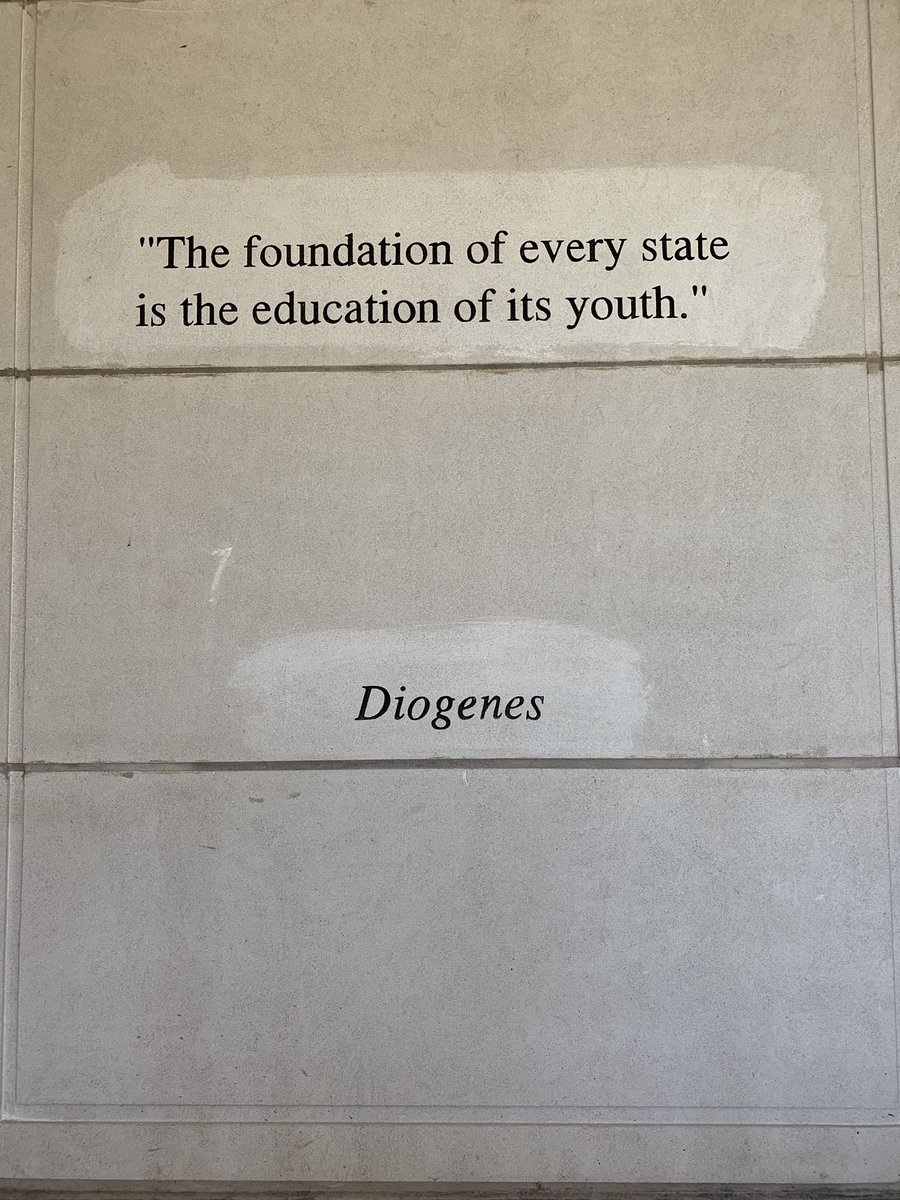 "The foundation of every state
is the education of its youth."
Diogenes